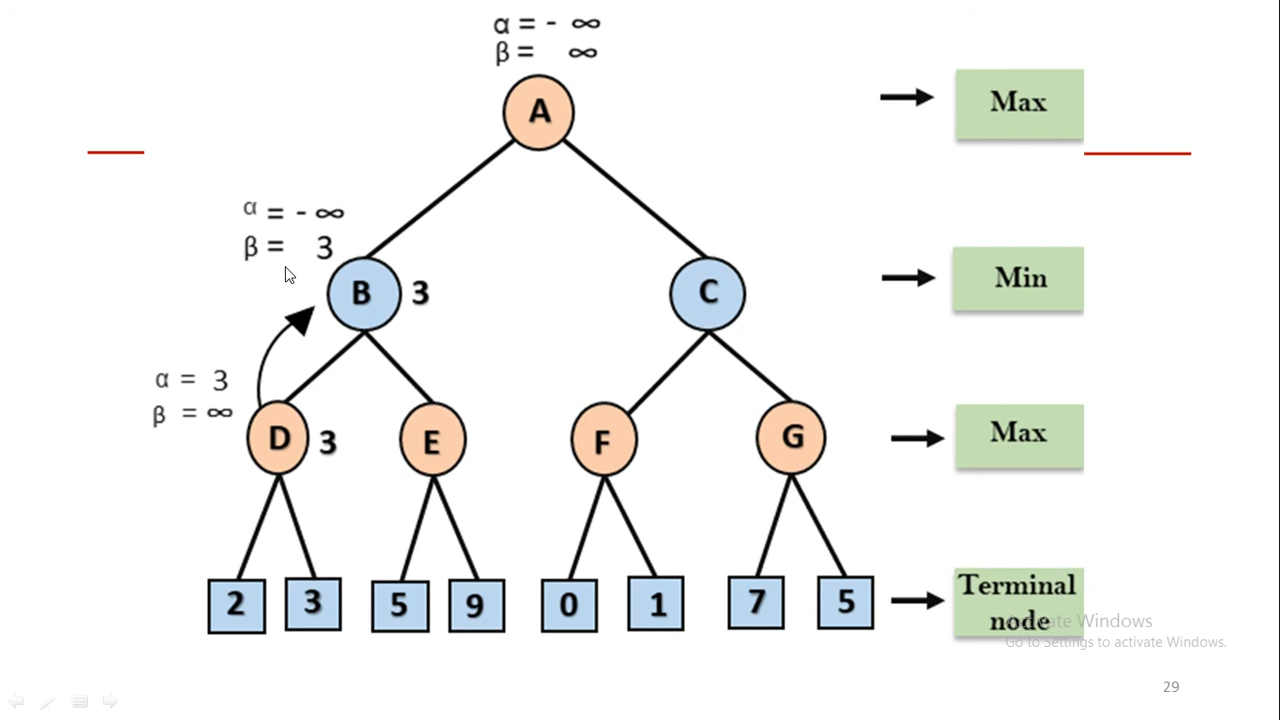 α = - ∞
β = ∞
A
Max
α = - ∞
β = 3
B 3
C
Min
α = 3
β = ∞
D 3
E
F
G
Max
2 3 5 9 0 1 7 5
Terminal
node
Activate Windows
Go to Settings to activate Windows.
29